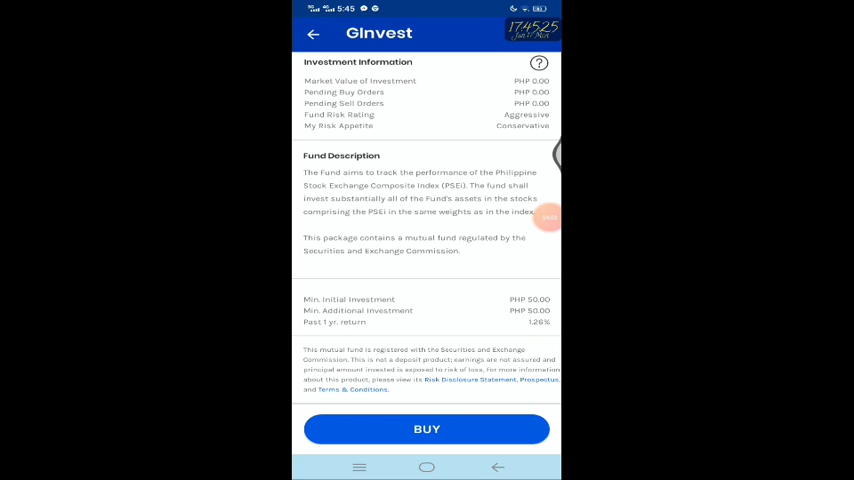 5:45
GInvest
17:45:25
Jan 17/Mon
Investment Information
?
Market Value of Investment PHP 0.00
Pending Buy Orders PHP 0.00
Pending Sell Orders PHP 0.00
Fund Risk Rating Aggressive
My Risk Appetite Conservative
Fund Description
The Fund aims to track the performance of the Philippine
Stock Exchange Composite Index (PSEi). The fund shall
invest substantially all of the Fund's assets in the stocks
comprising the PSEi in the same weights as in the index.
This package contains a mutual fund regulated by the
Securities and Exchange Commission.
Min. Initial Investment PHP 50.00
Min. Additional Investment PHP 50.00
Past 1 yr. return 1.26%
This mutual fund is registered with the Securities and Exchange
Commission. This is not a deposit product; earnings are not assured and
principal amount invested is exposed to risk of loss. For more information
about this product, please view its Risk Disclosure Statement, Prospectus,
and Terms & Conditions.
BUY